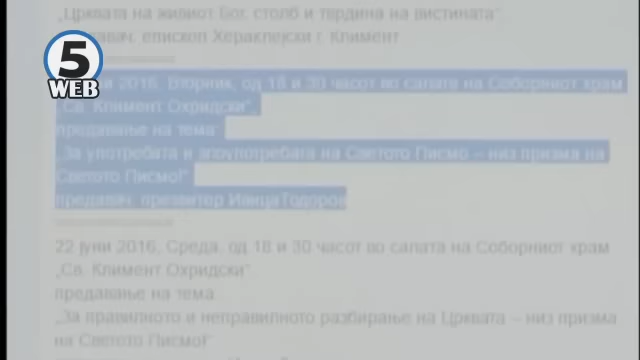 „Црквата на живиот Бог, столб и тврдина на вистината“
предавач: епископ Хераклејски г. Климент
5
WEB
јуни 2016, Вторник, од 18 и 30 часот во салата на Соборниот храм
„Св. Климент Охридски“,
предавање на тема:
„За употребата и злоупотребата на Светото Писмо – низ призма на
Светото Писмо!“
предавач: презвитер Ивица Тодоров
22 јуни 2016, Среда, од 18 и 30 часот во салата на Соборниот храм
„Св. Климент Охридски“,
предавање на тема:
„За правилното и неправилното разбирање на Црквата – низ призма
на Светото Писмо!“